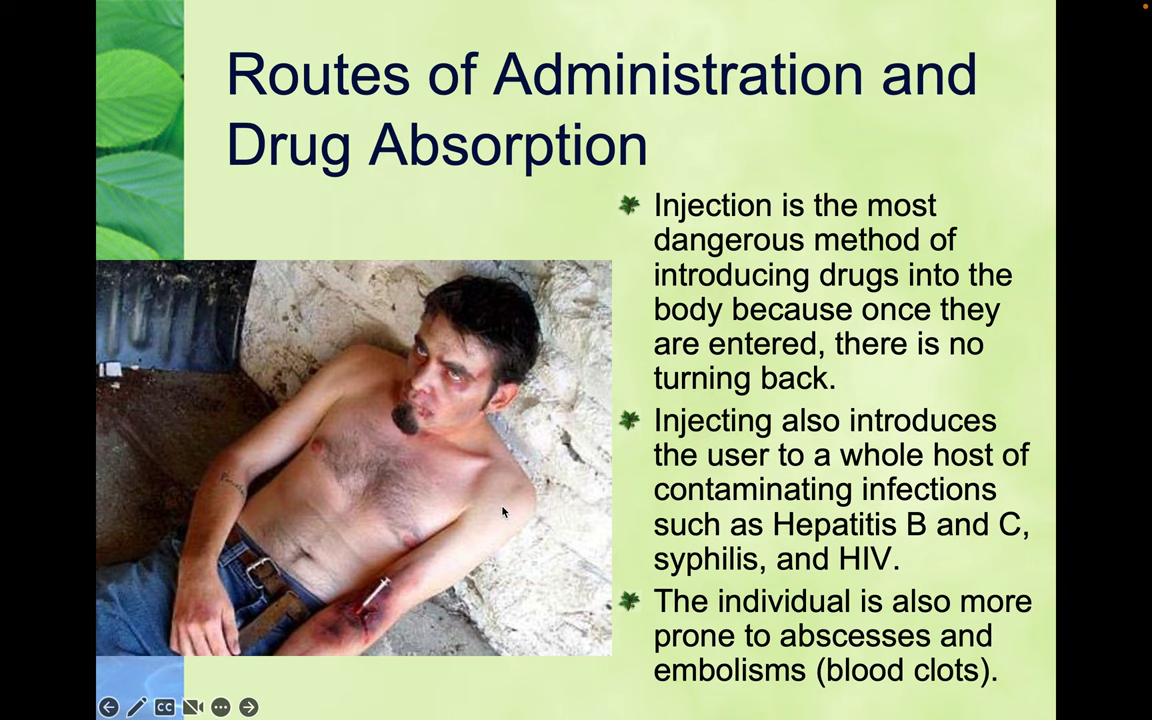 Routes of Administration and
Drug Absorption
Injection is the most
dangerous method of
introducing drugs into the
body because once they
are entered, there is no
turning back.
Injecting also introduces
the user to a whole host of
contaminating infections
such as Hepatitis B and C,
syphilis, and HIV.
The individual is also more
prone to abscesses and
embolisms (blood clots).
CC